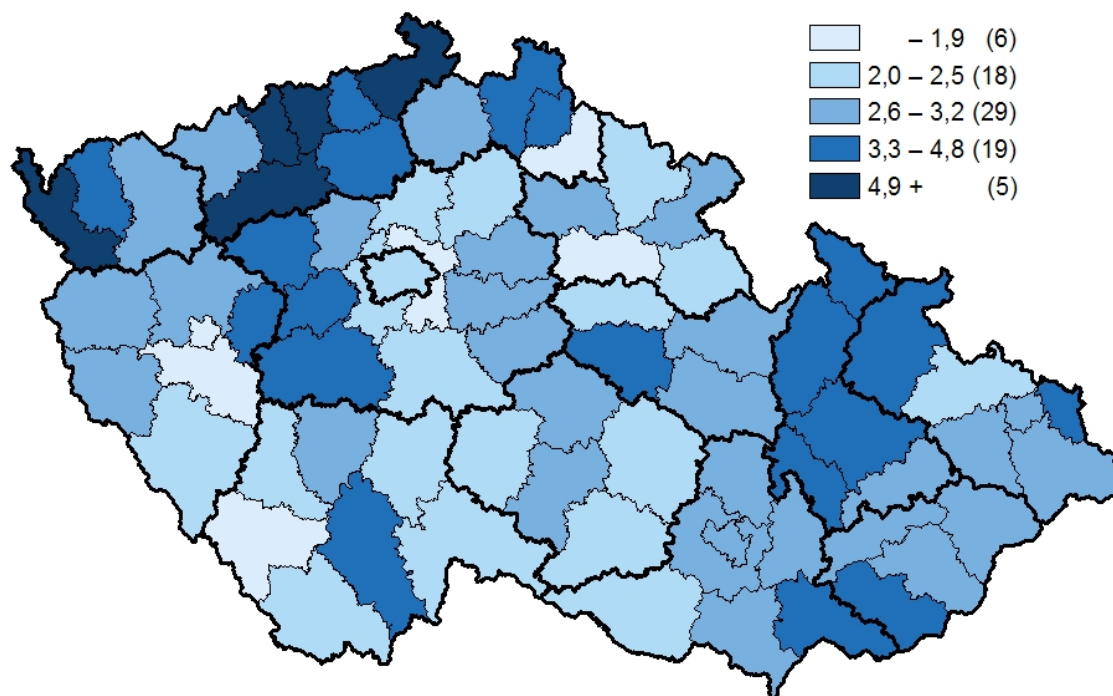 – 1,9 (6)
2,0 – 2,5 (18)
2,6 – 3,2 (29)
3,3 – 4,8 (19)
4,9 + (5)